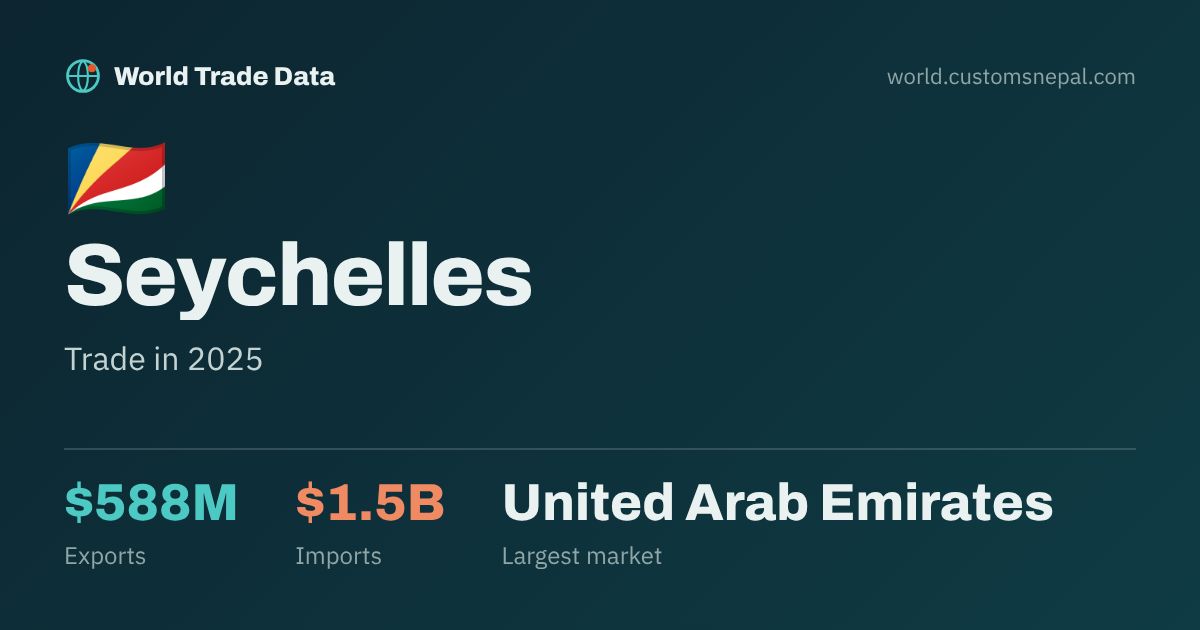 World Trade Data
world.customsnepal.com
Seychelles
Trade in 2025
$588M
Exports
$1.5B
Imports
United Arab Emirates
Largest market